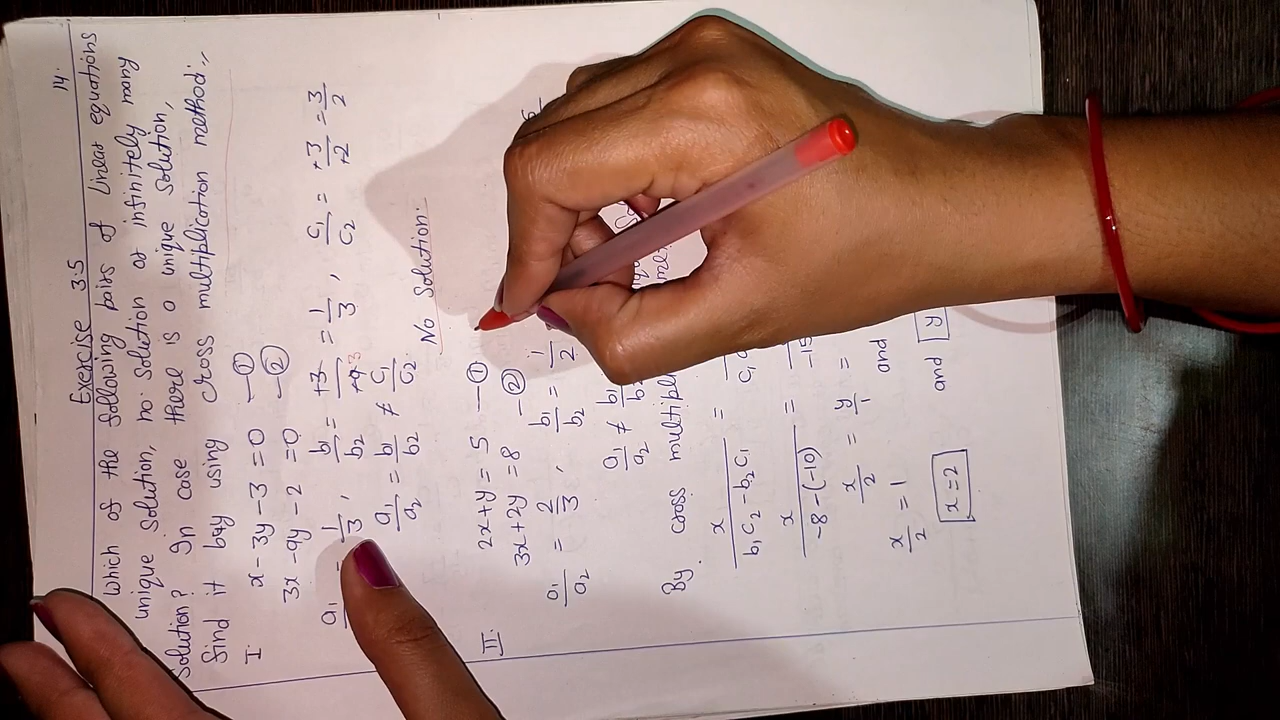 Exercise 3.5 14.
Which of the following pairs of linear equations
unique solution, no solution or infinitely many
Solution? In case there is a unique solution,
find it by using cross multiplication method:-
I. x - 3y - 3 = 0 — ①
3x - 9y - 2 = 0 — ②
a₁ = 1/3, b₁/b₂ = +3/+9 3 = 1/3, c₁/c₂ = +3/+2 = 3/2
a₁/a₂ = b₁/b₂ ≠ c₁/c₂ No Solution.
II. 2x + y = 5 — ①
3x + 2y = 8 — ②
a₁/a₂ = 2/3, b₁/b₂ = 1/2
a₁/a₂ ≠ b₁/b
By cross multipl
x/(b₁c₂ - b₂c₁) = /c₁
x/(-8-(-10)) = /-15
x/2 = y/1 =
x/2 = 1 and
x = 2 and y